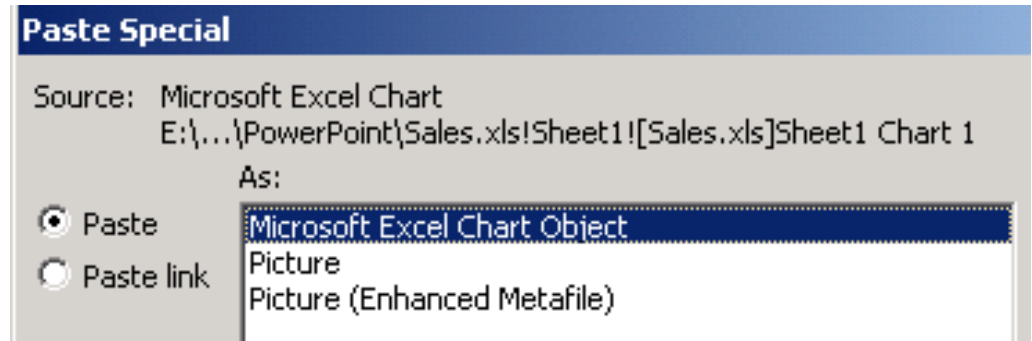 Paste Special
Source: Microsoft Excel Chart
E:\...\PowerPoint\Sales.xls!Sheet1![Sales.xls]Sheet1 Chart 1
As:
Paste
Microsoft Excel Chart Object
Paste link
Picture
Picture (Enhanced Metafile)